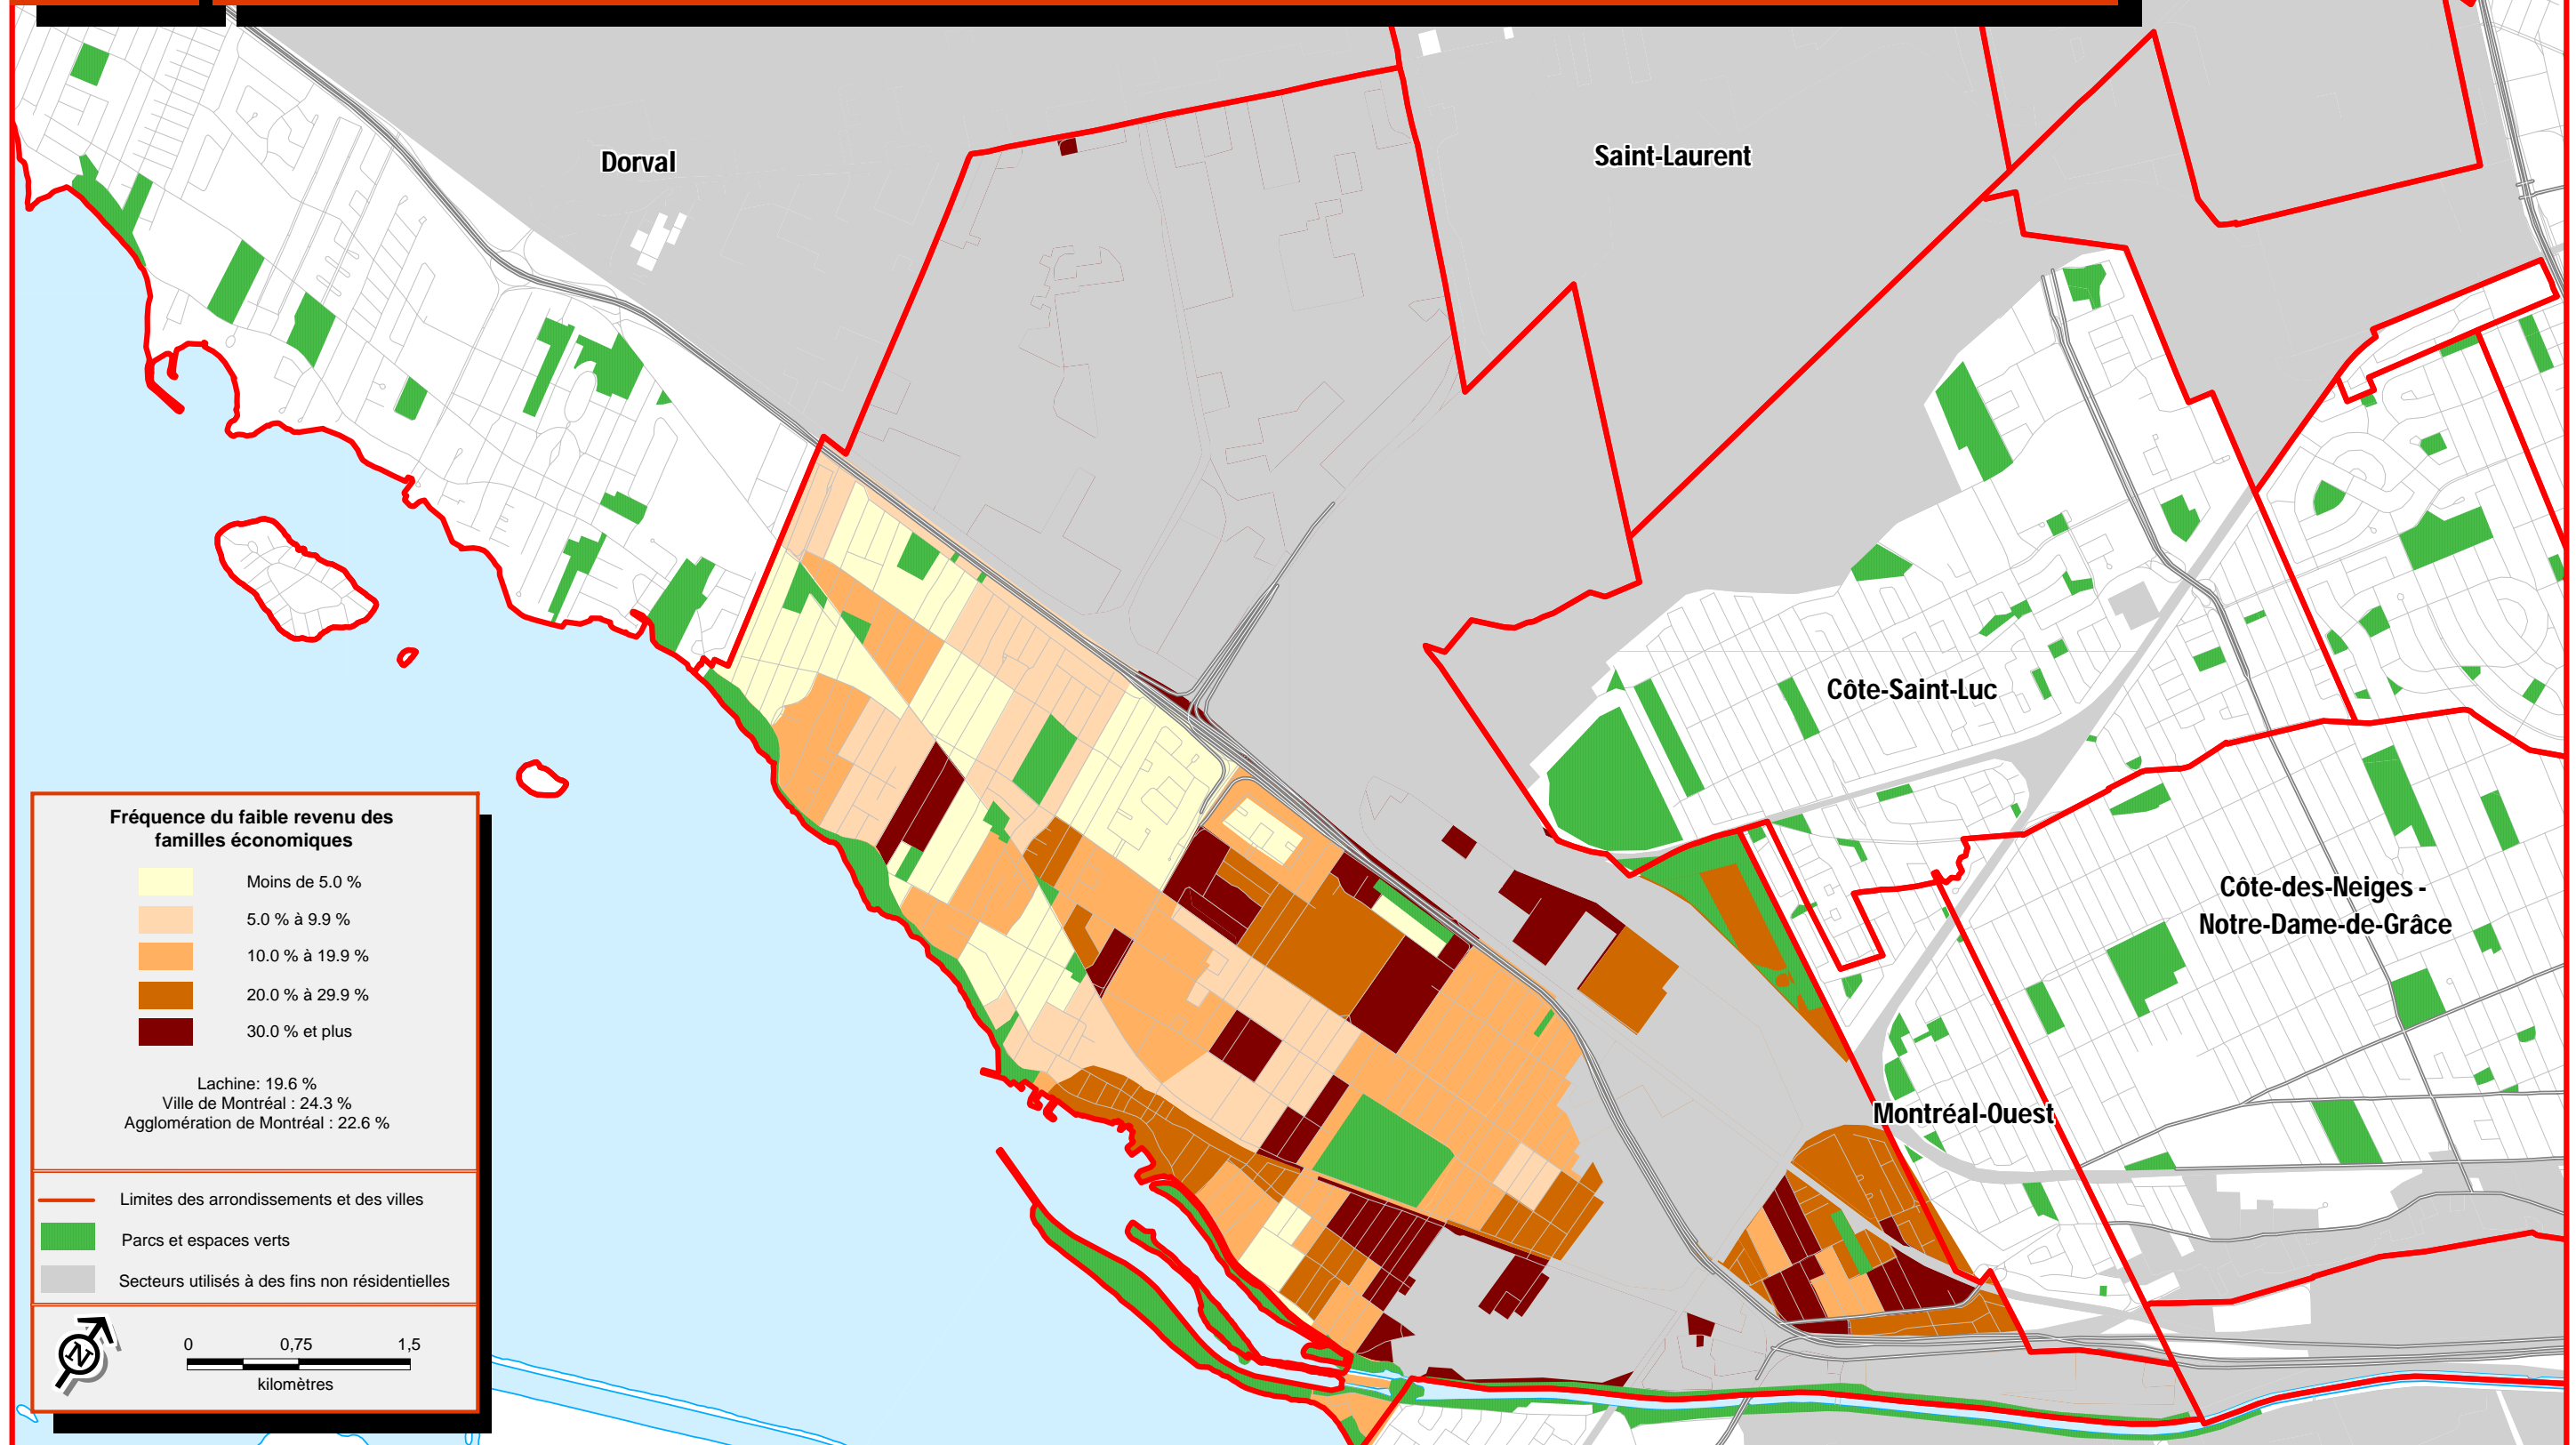 Dorval
Saint-Laurent
Côte-Saint-Luc
Côte-des-Neiges -
Notre-Dame-de-Grâce
Montréal-Ouest
Fréquence du faible revenu des
familles économiques
Moins de 5.0 %
5.0 % à 9.9 %
10.0 % à 19.9 %
20.0 % à 29.9 %
30.0 % et plus
Lachine: 19.6 %
Ville de Montréal : 24.3 %
Agglomération de Montréal : 22.6 %
Limites des arrondissements et des villes
Parcs et espaces verts
Secteurs utilisés à des fins non résidentielles
N
0 0,75 1,5
kilomètres